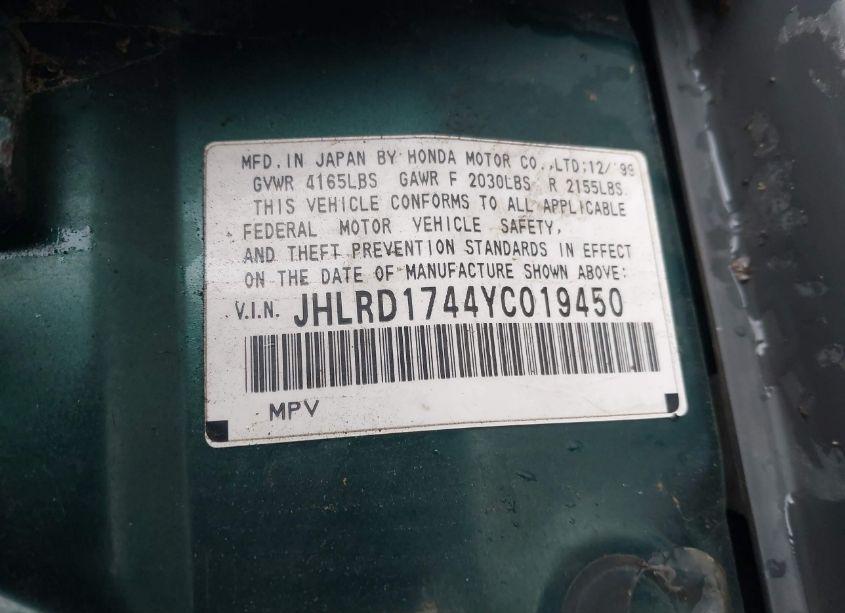 MFD. IN JAPAN BY HONDA MOTOR CO.,LTD;12/'99
GVWR 4165LBS GAWR F 2030LBS R 2155LBS.
THIS VEHICLE CONFORMS TO ALL APPLICABLE
FEDERAL MOTOR VEHICLE SAFETY,
AND THEFT PREVENTION STANDARDS IN EFFECT
ON THE DATE OF MANUFACTURE SHOWN ABOVE:
V.I.N. JHLRD1744YC019450
MPV